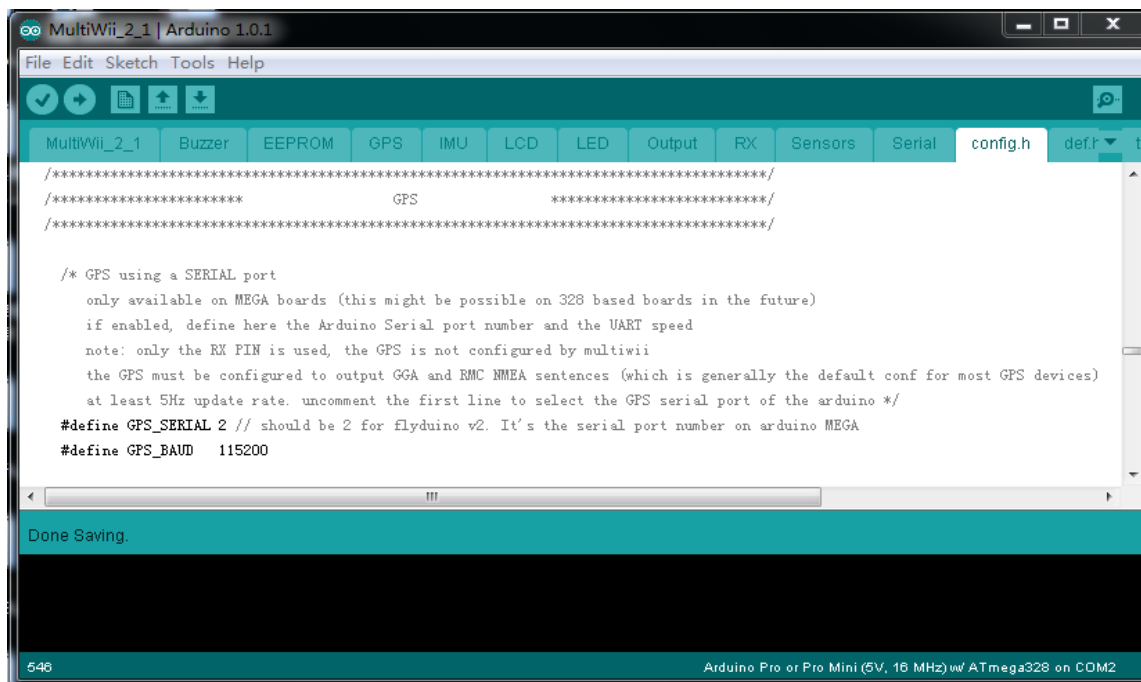 MultiWii_2_1 | Arduino 1.0.1
File Edit Sketch Tools Help
MultiWii_2_1 Buzzer EEPROM GPS IMU LCD LED Output RX Sensors Serial config.h def.h
/*************************************************************************************/
/*********************** GPS **************************/
/*************************************************************************************/
/* GPS using a SERIAL port
only available on MEGA boards (this might be possible on 328 based boards in the future)
if enabled, define here the Arduino Serial port number and the UART speed
note: only the RX PIN is used, the GPS is not configured by multiwii
the GPS must be configured to output GGA and RMC NMEA sentences (which is generally the default conf for most GPS devices)
at least 5Hz update rate. uncomment the first line to select the GPS serial port of the arduino */
#define GPS_SERIAL 2 // should be 2 for flyduino v2. It's the serial port number on arduino MEGA
#define GPS_BAUD 115200
Done Saving.
546 Arduino Pro or Pro Mini (5V, 16 MHz) w/ ATmega328 on COM2